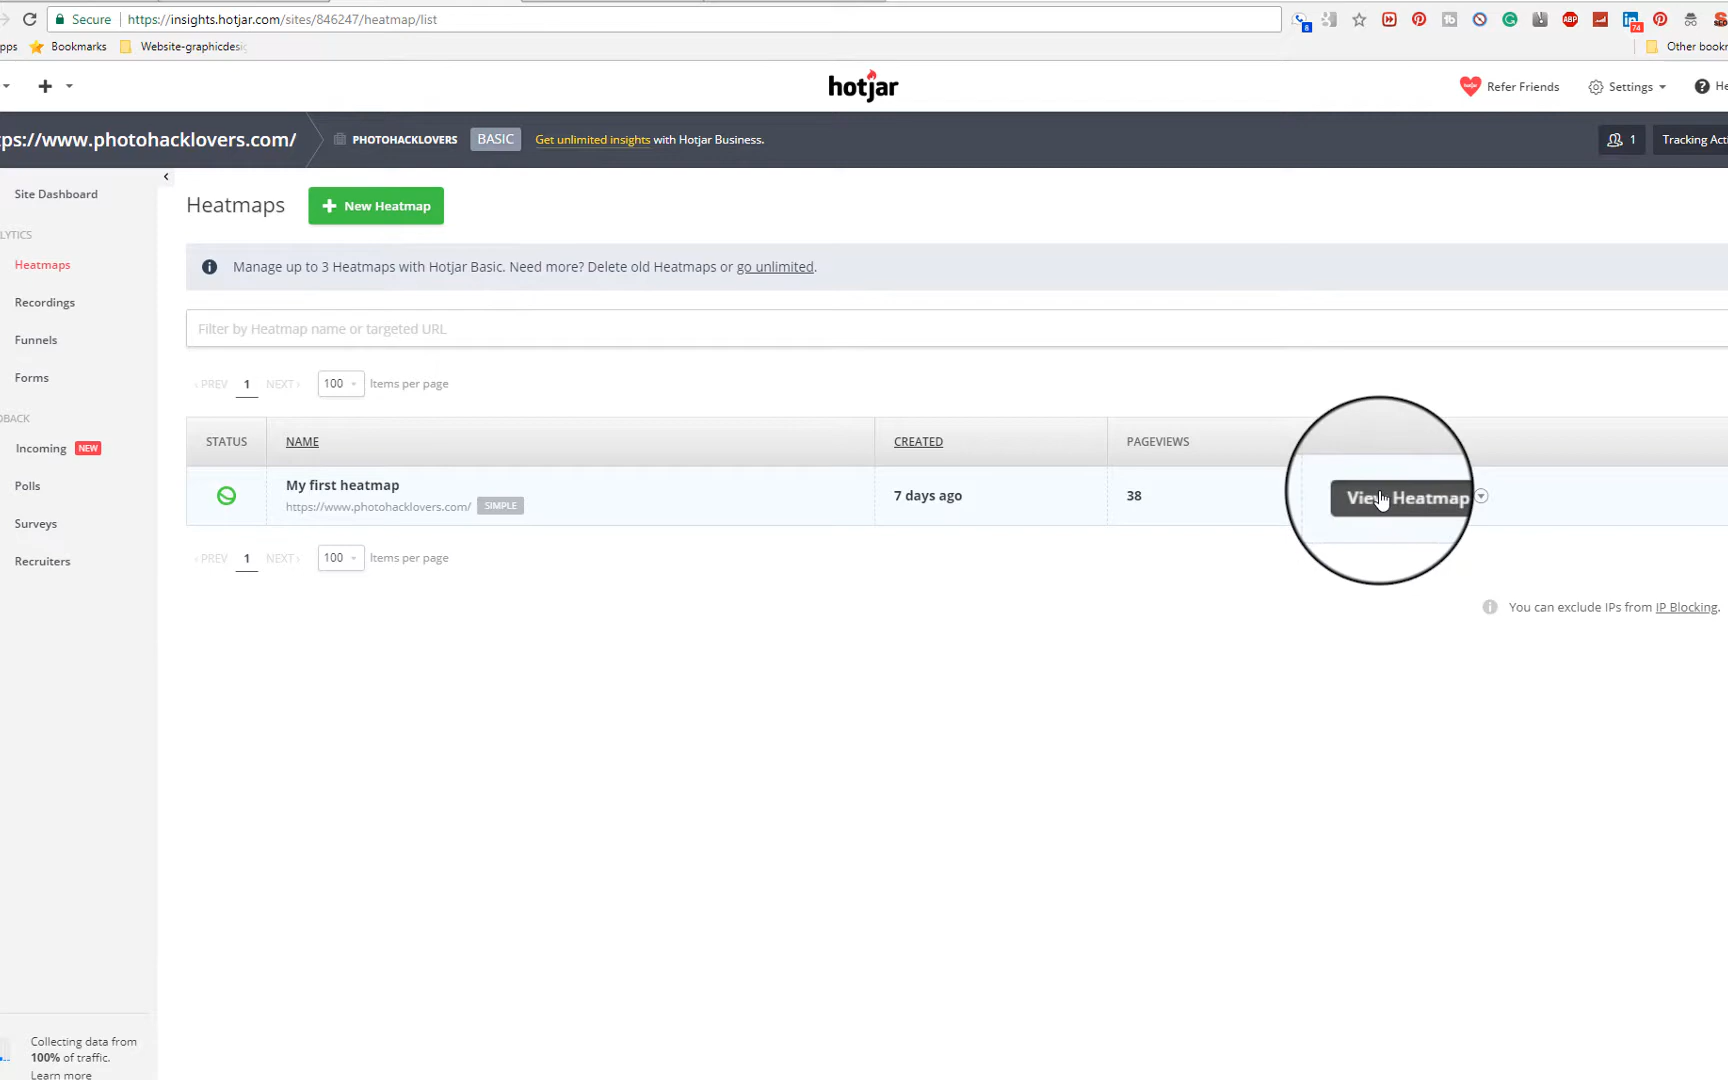 Secure https://insights.hotjar.com/sites/846247/heatmap/list
Bookmarks Website-graphicdesi Other book
hotjar Refer Friends Settings
ps://www.photohacklovers.com/ PHOTOHACKLOVERS BASIC Get unlimited insights with Hotjar Business. 1 Tracking Acti
Site Dashboard
LYTICS
Heatmaps
Recordings
Funnels
Forms
BACK
Incoming NEW
Polls
Surveys
Recruiters
Collecting data from
100% of traffic.
Learn more
Heatmaps + New Heatmap
Manage up to 3 Heatmaps with Hotjar Basic. Need more? Delete old Heatmaps or go unlimited.
Filter by Heatmap name or targeted URL
‹ PREV 1 NEXT › 100 Items per page
STATUS NAME CREATED PAGEVIEWS
My first heatmap 7 days ago 38 View Heatmap
https://www.photohacklovers.com/ SIMPLE
‹ PREV 1 NEXT › 100 Items per page
You can exclude IPs from IP Blocking.